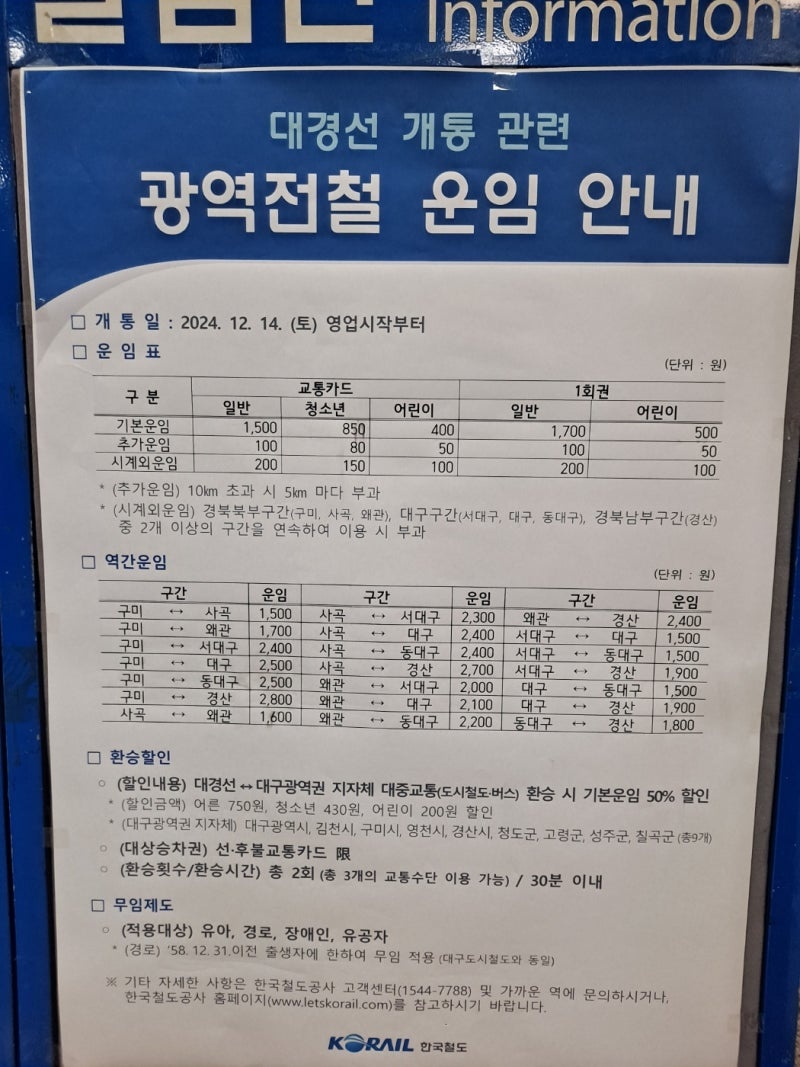 알림판 Information
대경선 개통 관련
광역전철 운임 안내
□ 개 통 일 : 2024. 12. 14. (토) 영업시작부터
□ 운 임 표
(단위 : 원)
구 분 교통카드 1회권
일반 청소년 어린이 일반 어린이
기본운임 1,500 850 400 1,700 500
추가운임 100 80 50 100 50
시계외운임 200 150 100 200 100
* (추가운임) 10km 초과 시 5km 마다 부과
* (시계외운임) 경북북부구간(구미, 사곡, 왜관), 대구구간(서대구, 대구, 동대구), 경북남부구간(경산)
중 2개 이상의 구간을 연속하여 이용 시 부과
□ 역간운임
(단위 : 원)
구간 운임 구간 운임 구간 운임
구미 ↔ 사곡 1,500 사곡 ↔ 서대구 2,300 왜관 ↔ 경산 2,400
구미 ↔ 왜관 1,700 사곡 ↔ 대구 2,400 서대구 ↔ 대구 1,500
구미 ↔ 서대구 2,400 사곡 ↔ 동대구 2,400 서대구 ↔ 동대구 1,500
구미 ↔ 대구 2,500 사곡 ↔ 경산 2,700 서대구 ↔ 경산 1,900
구미 ↔ 동대구 2,500 왜관 ↔ 서대구 2,000 대구 ↔ 동대구 1,500
구미 ↔ 경산 2,800 왜관 ↔ 대구 2,100 대구 ↔ 경산 1,900
사곡 ↔ 왜관 1,600 왜관 ↔ 동대구 2,200 동대구 ↔ 경산 1,800
□ 환승할인
○ (할인내용) 대경선 ↔ 대구광역권 지자체 대중교통(도시철도·버스) 환승 시 기본운임 50% 할인
* (할인금액) 어른 750원, 청소년 430원, 어린이 200원 할인
* (대구광역권 지자체) 대구광역시, 김천시, 구미시, 영천시, 경산시, 청도군, 고령군, 성주군, 칠곡군 (총9개)
○ (대상승차권) 선·후불교통카드 限
○ (환승횟수/환승시간) 총 2회 (총 3개의 교통수단 이용 가능) / 30분 이내
□ 무임제도
○ (적용대상) 유아, 경로, 장애인, 유공자
* (경로) '58. 12. 31.이전 출생자에 한하여 무임 적용 (대구도시철도와 동일)
※ 기타 자세한 사항은 한국철도공사 고객센터(1544-7788) 및 가까운 역에 문의하시거나,
한국철도공사 홈페이지(www.letskorail.com)를 참고하시기 바랍니다.
KORAIL 한국철도